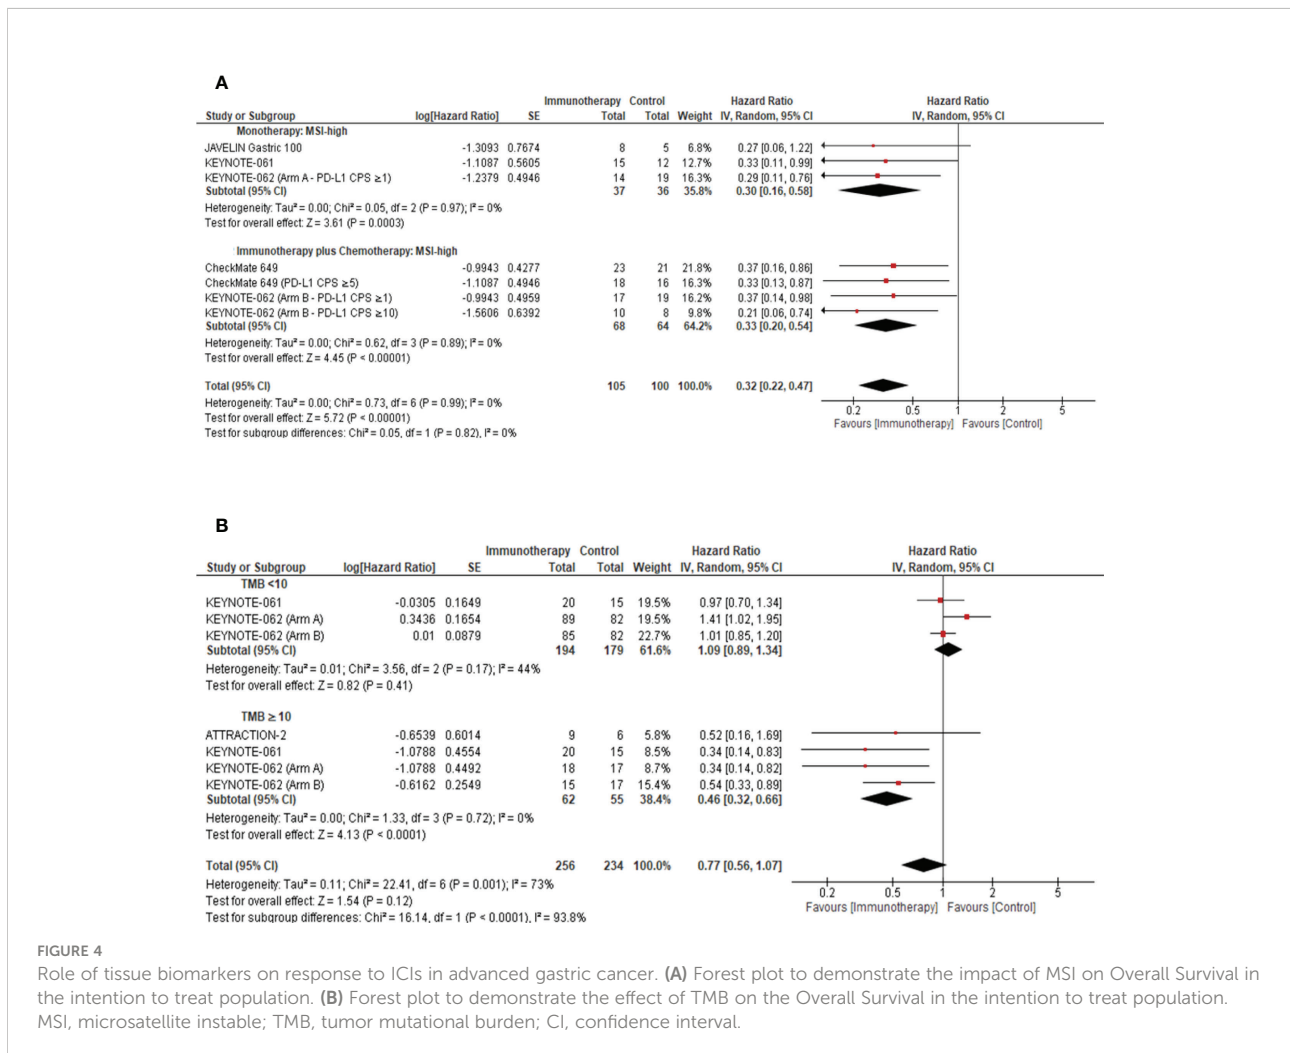 A
Immunotherapy Control Hazard Ratio Hazard Ratio
Study or Subgroup log[Hazard Ratio] SE Total Total Weight IV, Random, 95% CI IV, Random, 95% CI
Monotherapy: MSI-high
JAVELIN Gastric 100 -1.3093 0.7674 8 5 6.8% 0.27 [0.06, 1.22]
KEYNOTE-061 -1.1087 0.5605 15 12 12.7% 0.33 [0.11, 0.99]
KEYNOTE-062 (Arm A - PD-L1 CPS ≥1) -1.2379 0.4946 14 19 16.3% 0.29 [0.11, 0.76]
Subtotal (95% CI) 37 36 35.8% 0.30 [0.16, 0.58]
Heterogeneity: Tau² = 0.00; Chi² = 0.05, df = 2 (P = 0.97); I² = 0%
Test for overall effect: Z = 3.61 (P = 0.0003)
Immunotherapy plus Chemotherapy: MSI-high
CheckMate 649 -0.9943 0.4277 23 21 21.8% 0.37 [0.16, 0.86]
CheckMate 649 (PD-L1 CPS ≥5) -1.1087 0.4946 18 16 16.3% 0.33 [0.13, 0.87]
KEYNOTE-062 (Arm B - PD-L1 CPS ≥1) -0.9943 0.4959 17 19 16.2% 0.37 [0.14, 0.98]
KEYNOTE-062 (Arm B - PD-L1 CPS ≥10) -1.5606 0.6392 10 8 9.8% 0.21 [0.06, 0.74]
Subtotal (95% CI) 68 64 64.2% 0.33 [0.20, 0.54]
Heterogeneity: Tau² = 0.00; Chi² = 0.62, df = 3 (P = 0.89); I² = 0%
Test for overall effect: Z = 4.45 (P < 0.00001)
Total (95% CI) 105 100 100.0% 0.32 [0.22, 0.47]
Heterogeneity: Tau² = 0.00; Chi² = 0.73, df = 6 (P = 0.99); I² = 0%
Test for overall effect: Z = 5.72 (P < 0.00001)
Test for subgroup differences: Chi² = 0.05, df = 1 (P = 0.82), I² = 0%
0.2 0.5 1 2 5
Favours [Immunotherapy] Favours [Control]
B
Immunotherapy Control Hazard Ratio Hazard Ratio
Study or Subgroup log[Hazard Ratio] SE Total Total Weight IV, Random, 95% CI IV, Random, 95% CI
TMB <10
KEYNOTE-061 -0.0305 0.1649 20 15 19.5% 0.97 [0.70, 1.34]
KEYNOTE-062 (Arm A) 0.3436 0.1654 89 82 19.5% 1.41 [1.02, 1.95]
KEYNOTE-062 (Arm B) 0.01 0.0879 85 82 22.7% 1.01 [0.85, 1.20]
Subtotal (95% CI) 194 179 61.6% 1.09 [0.89, 1.34]
Heterogeneity: Tau² = 0.01; Chi² = 3.56, df = 2 (P = 0.17); I² = 44%
Test for overall effect: Z = 0.82 (P = 0.41)
TMB ≥ 10
ATTRACTION-2 -0.6539 0.6014 9 6 5.8% 0.52 [0.16, 1.69]
KEYNOTE-061 -1.0788 0.4554 20 15 8.5% 0.34 [0.14, 0.83]
KEYNOTE-062 (Arm A) -1.0788 0.4492 18 17 8.7% 0.34 [0.14, 0.82]
KEYNOTE-062 (Arm B) -0.6162 0.2549 15 17 15.4% 0.54 [0.33, 0.89]
Subtotal (95% CI) 62 55 38.4% 0.46 [0.32, 0.66]
Heterogeneity: Tau² = 0.00; Chi² = 1.33, df = 3 (P = 0.72); I² = 0%
Test for overall effect: Z = 4.13 (P < 0.0001)
Total (95% CI) 256 234 100.0% 0.77 [0.56, 1.07]
Heterogeneity: Tau² = 0.11; Chi² = 22.41, df = 6 (P = 0.001); I² = 73%
Test for overall effect: Z = 1.54 (P = 0.12)
Test for subgroup differences: Chi² = 16.14, df = 1 (P < 0.0001), I² = 93.8%
0.2 0.5 1 2 5
Favours [Immunotherapy] Favours [Control]
FIGURE 4
Role of tissue biomarkers on response to ICIs in advanced gastric cancer. (A) Forest plot to demonstrate the impact of MSI on Overall Survival in
the intention to treat population. (B) Forest plot to demonstrate the effect of TMB on the Overall Survival in the intention to treat population.
MSI, microsatellite instable; TMB, tumor mutational burden; CI, confidence interval.